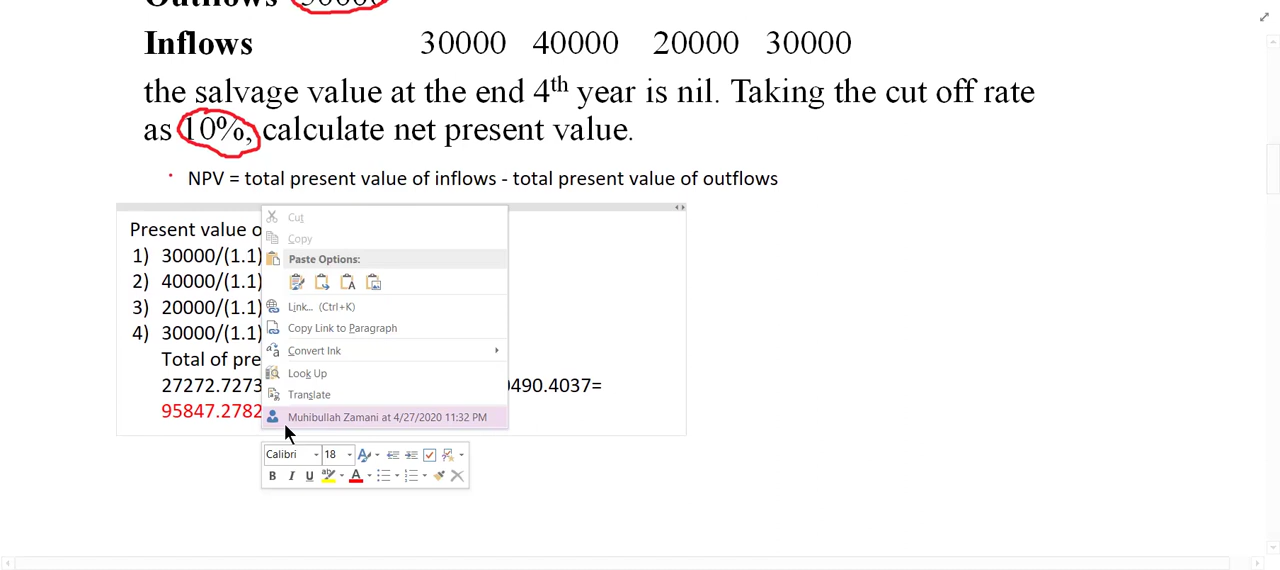 Outflows 50000
Inflows 30000 40000 20000 30000
the salvage value at the end 4th year is nil. Taking the cut off rate
as 10%, calculate net present value.
NPV = total present value of inflows - total present value of outflows
Present value o
1) 30000/(1.1)
2) 40000/(1.1)
3) 20000/(1.1)
4) 30000/(1.1)
Total of pre
27272.7273 0490.4037=
95847.2782
Cut
Copy
Paste Options:
Link... (Ctrl+K)
Copy Link to Paragraph
Convert Ink
Look Up
Translate
Muhibullah Zamani at 4/27/2020 11:32 PM
Calibri 18
B I U ab A